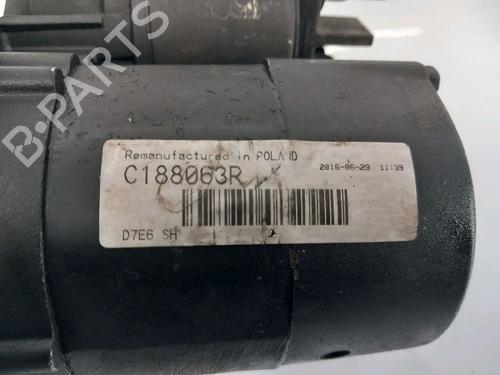 B-PARTS
Remanufactured in POLAND
2016-06-29 11:39
C188063R
D7E6 SH